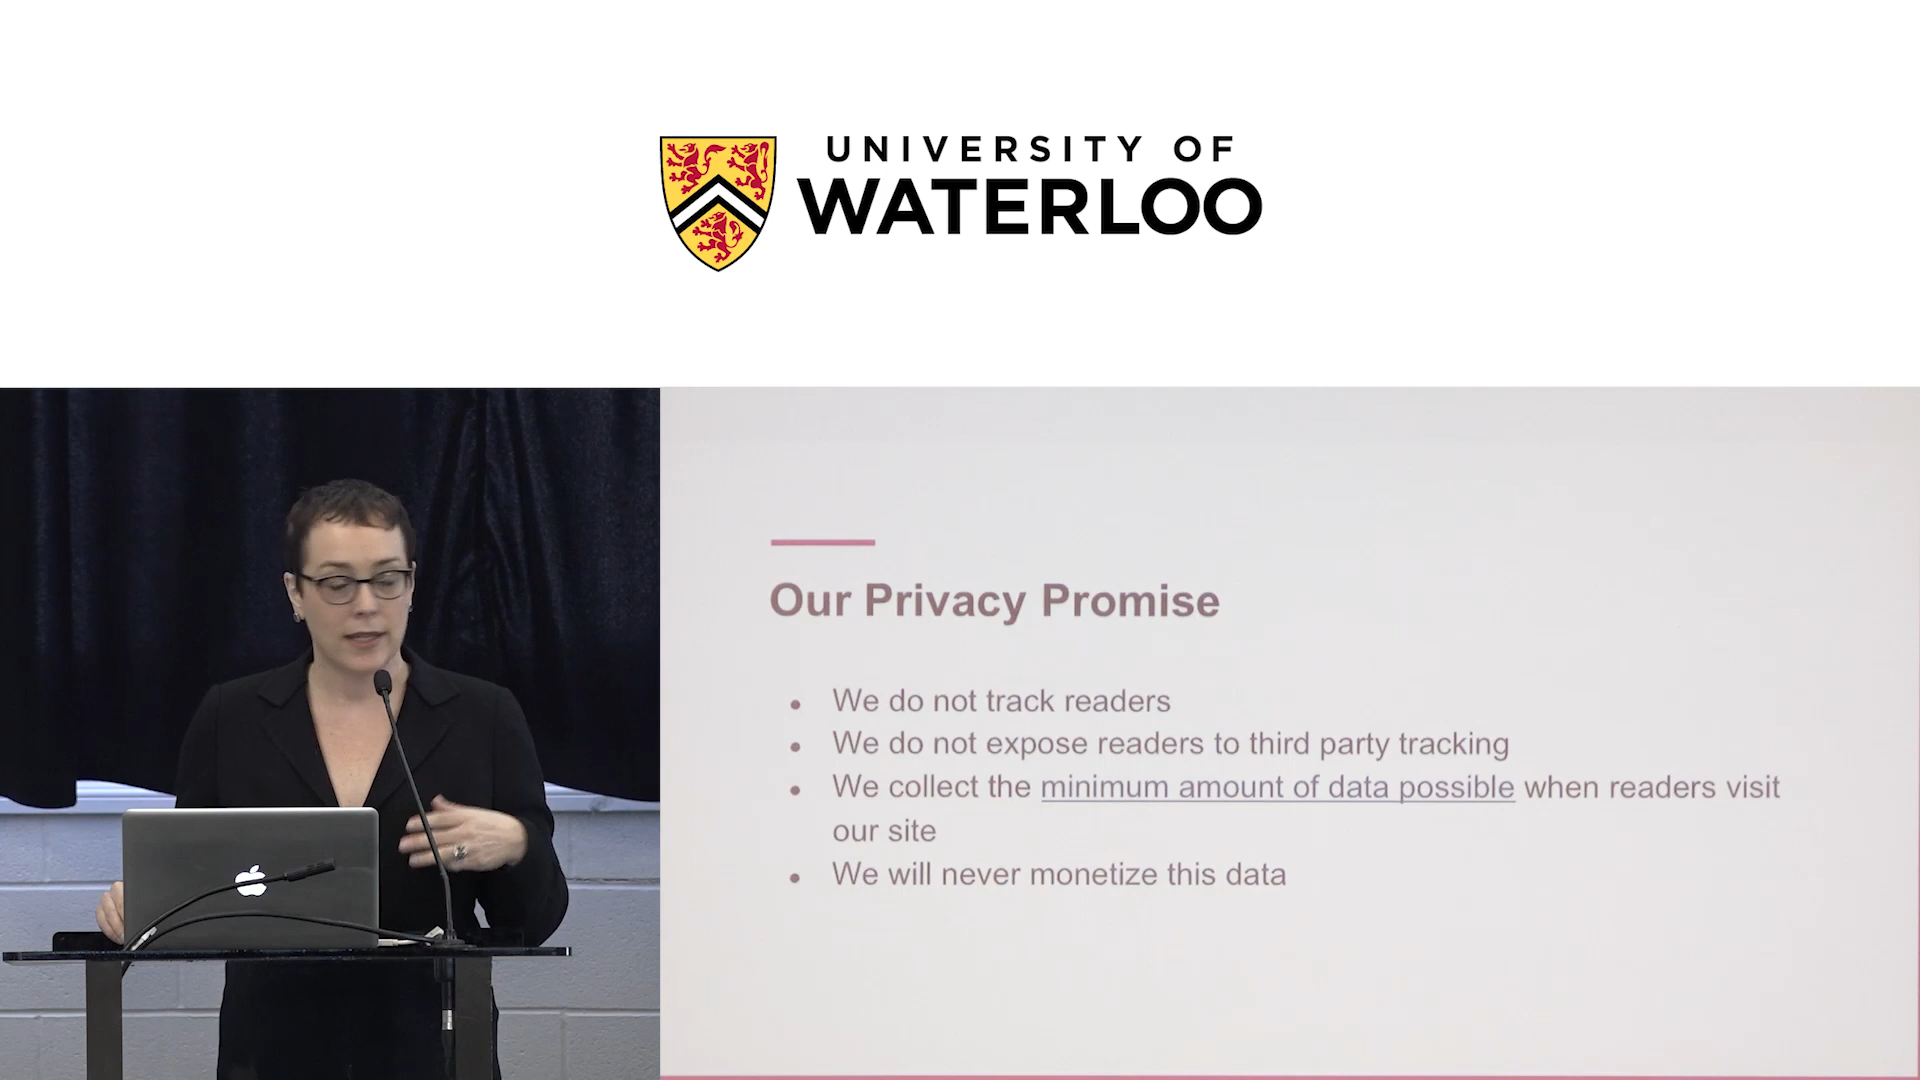 UNIVERSITY OF
WATERLOO
Our Privacy Promise
• We do not track readers
• We do not expose readers to third party tracking
• We collect the minimum amount of data possible when readers visit
our site
• We will never monetize this data